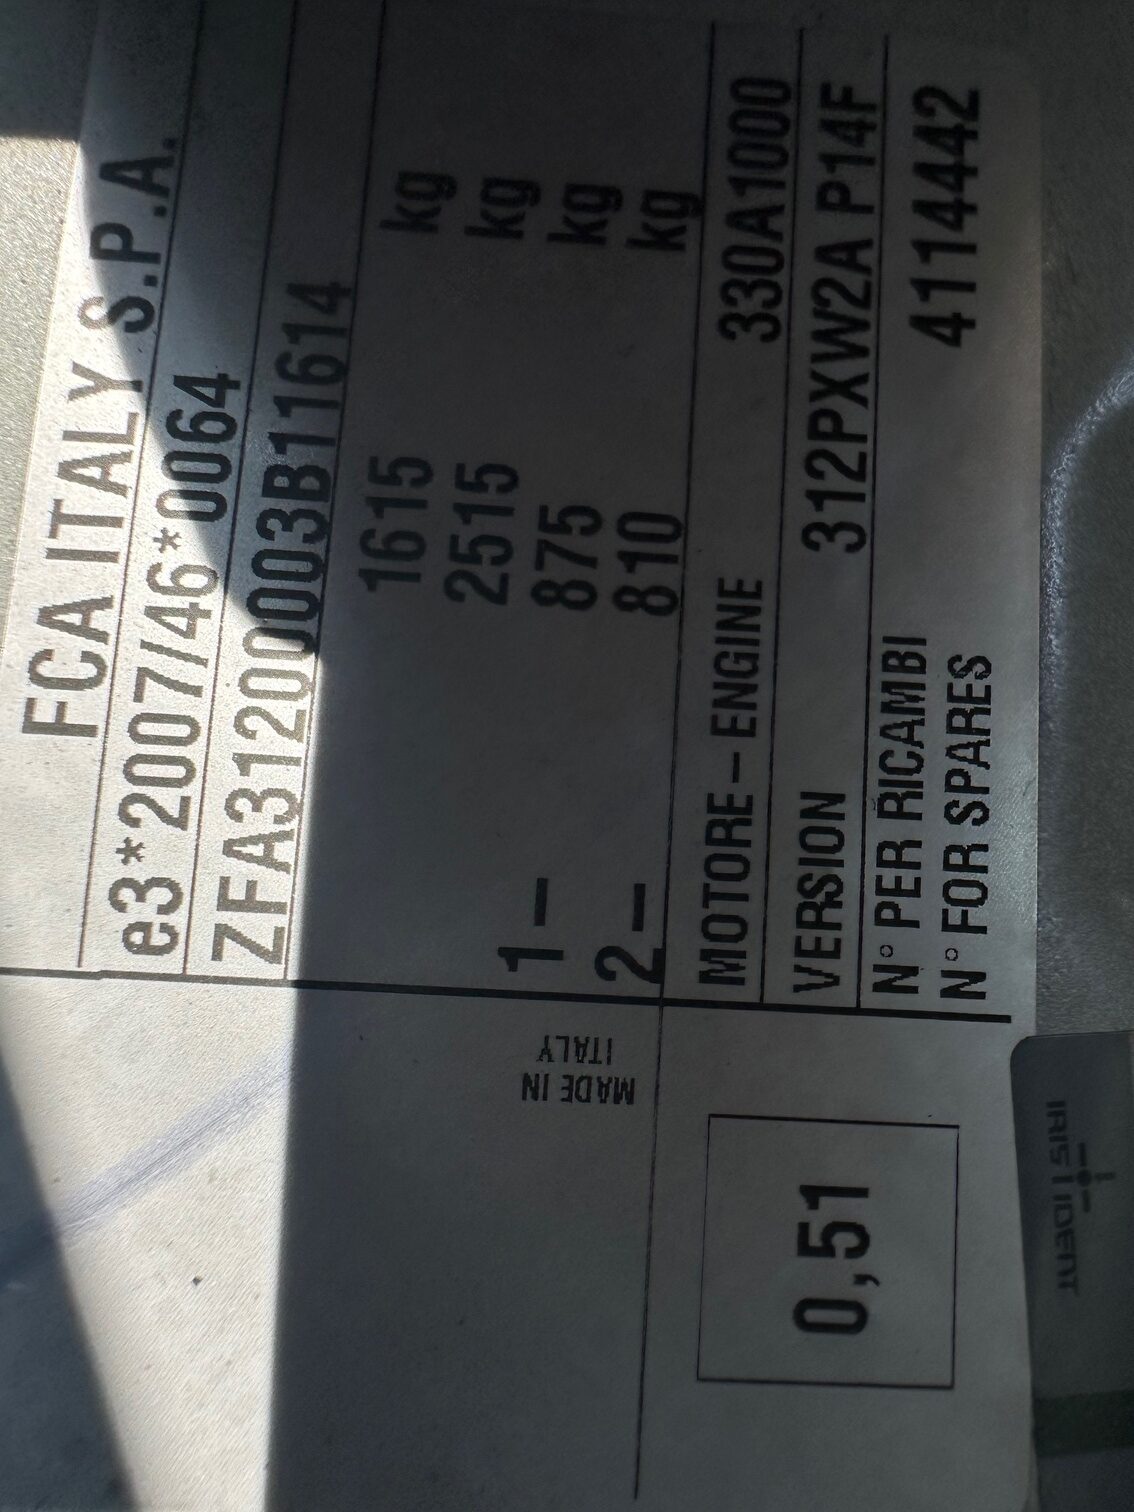 FCA ITALY S.P.A.
e3*2007/46*0064
ZFA31200003B11614
1615 kg
2515 kg
1– 875 kg
2– 810 kg
MOTORE – ENGINE 330A1000
VERSION 312PXW2A P14F
N° PER RICAMBI
N° FOR SPARES 4114442
MADE IN
ITALY
0,51
IRIS IDENT